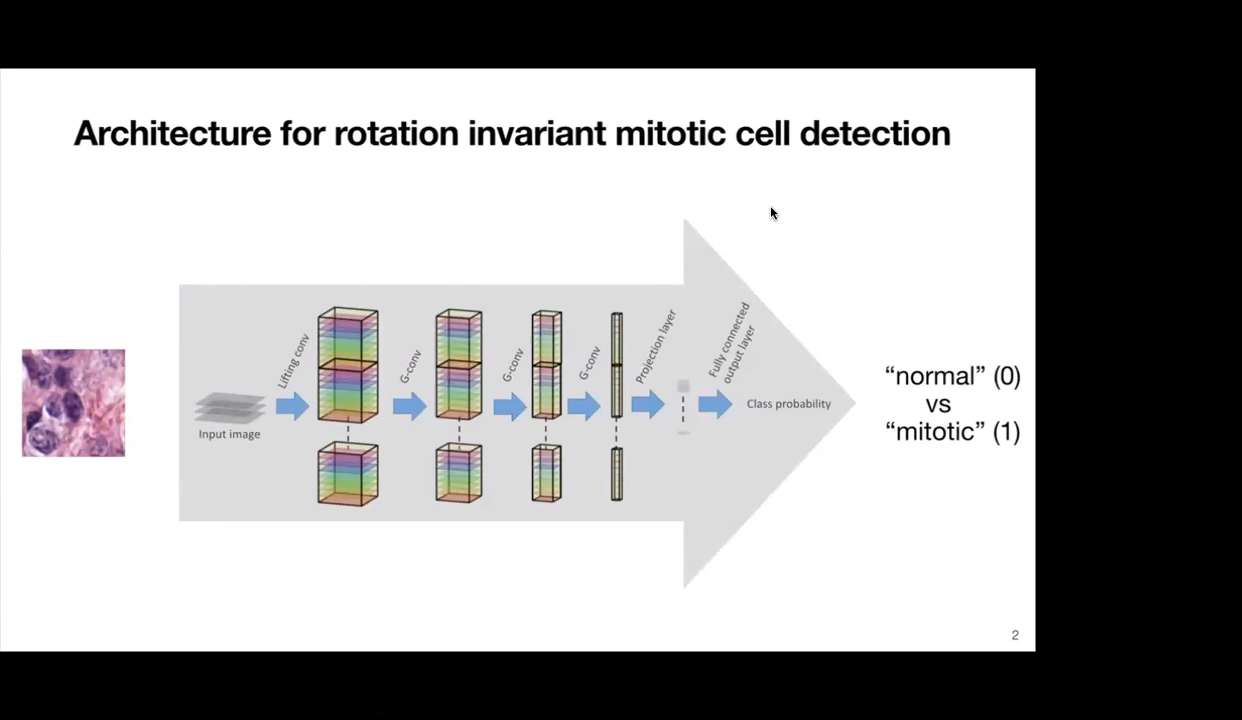 Architecture for rotation invariant mitotic cell detection
Input image
Lifting conv
G-conv
G-conv
G-conv
Projection layer
Fully connected
output layer
Class probability
“normal” (0)
vs
“mitotic” (1)
2